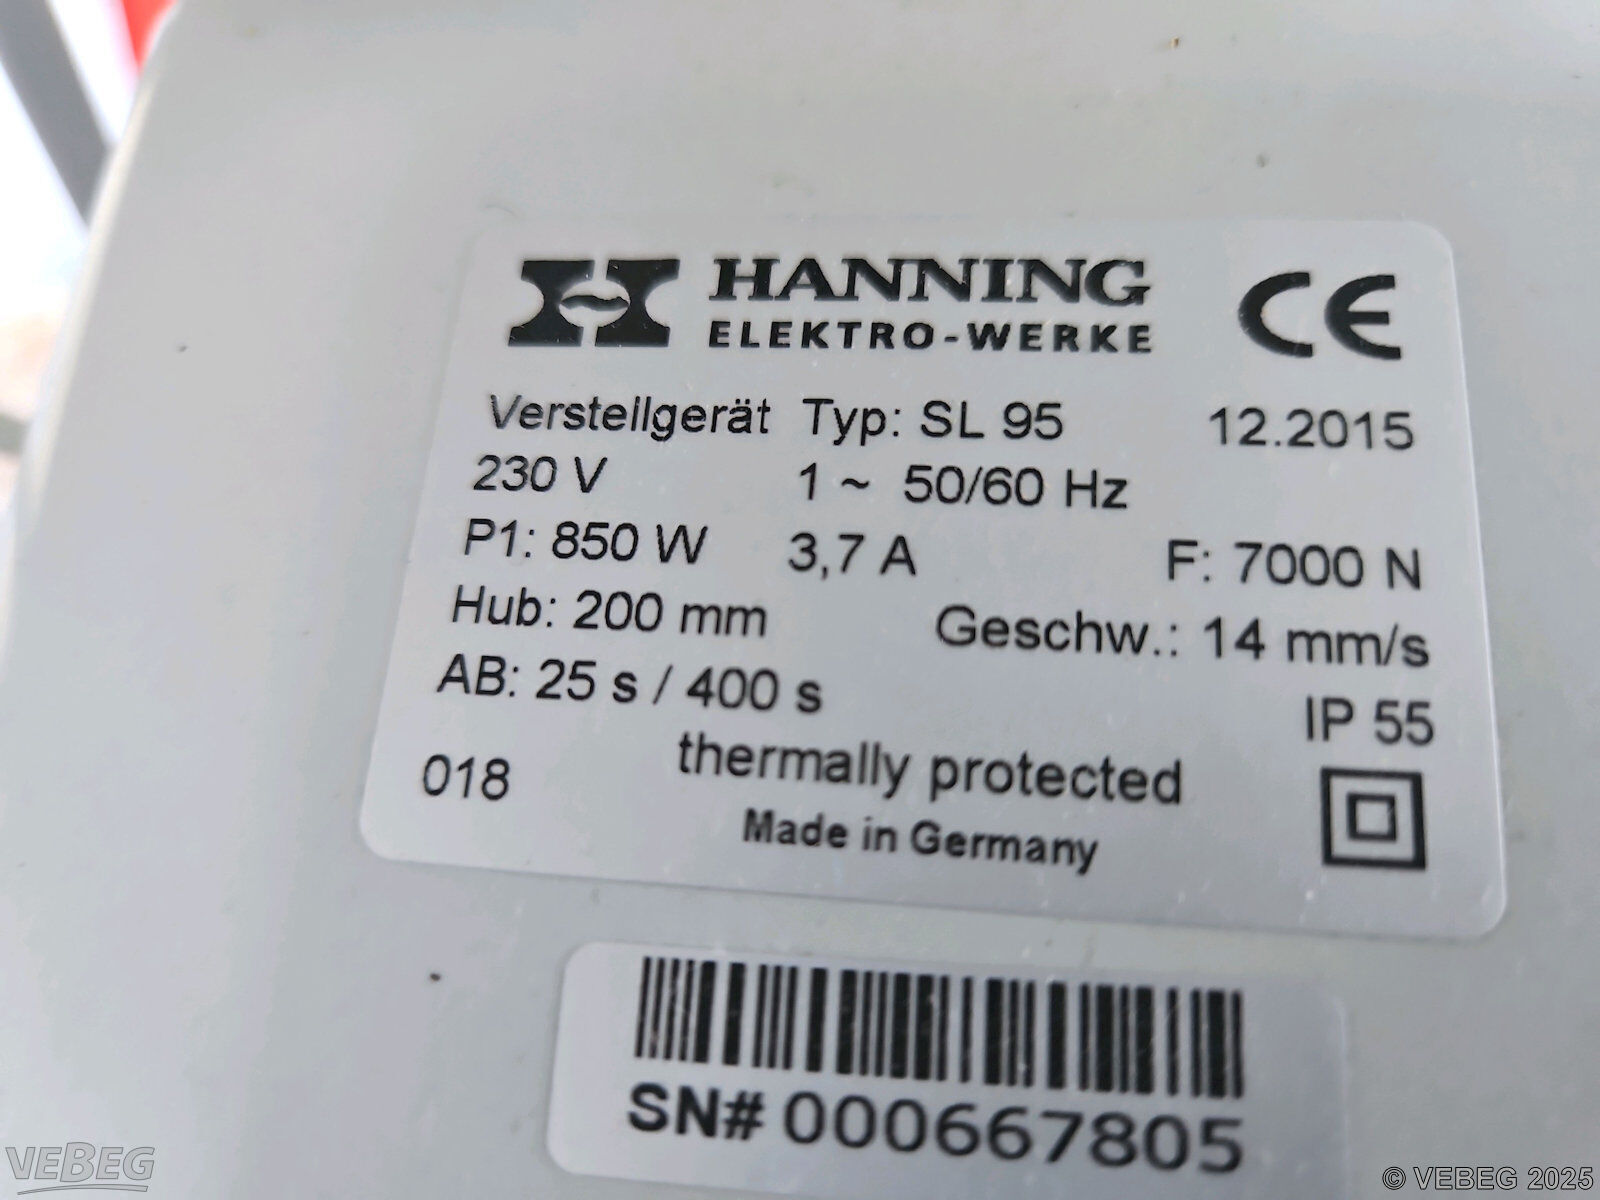 HANNING
ELEKTRO-WERKE
CE
Verstellgerät Typ: SL 95 12.2015
230 V 1 ~ 50/60 Hz
P1: 850 W 3,7 A F: 7000 N
Hub: 200 mm Geschw.: 14 mm/s
AB: 25 s / 400 s IP 55
018 thermally protected
Made in Germany
SN# 000667805
VEBEG
© VEBEG 2025